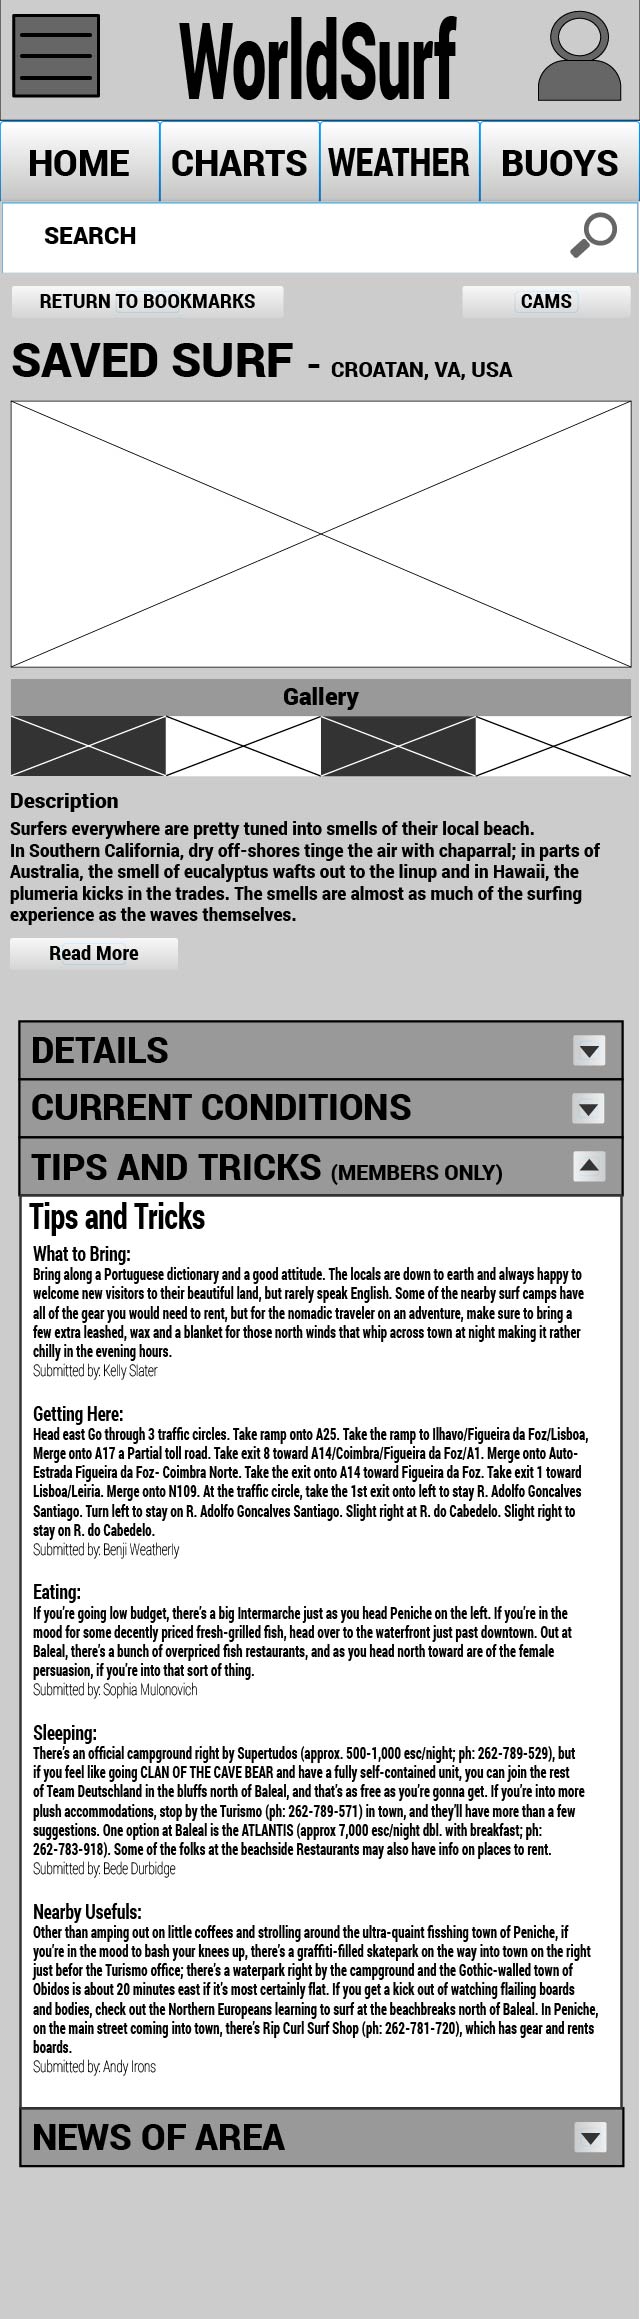 WorldSurf
HOME CHARTS WEATHER BUOYS
SEARCH
RETURN TO BOOKMARKS CAMS
SAVED SURF - CROATAN, VA, USA
Gallery
Description
Surfers everywhere are pretty tuned into smells of their local beach.
In Southern California, dry off-shores tinge the air with chaparral; in parts of
Australia, the smell of eucalyptus wafts out to the linup and in Hawaii, the
plumeria kicks in the trades. The smells are almost as much of the surfing
experience as the waves themselves.
Read More
DETAILS
CURRENT CONDITIONS
TIPS AND TRICKS (MEMBERS ONLY)
Tips and Tricks
What to Bring:
Bring along a Portuguese dictionary and a good attitude. The locals are down to earth and always happy to
welcome new visitors to their beautiful land, but rarely speak English. Some of the nearby surf camps have
all of the gear you would need to rent, but for the nomadic traveler on an adventure, make sure to bring a
few extra leashed, wax and a blanket for those north winds that whip across town at night making it rather
chilly in the evening hours.
Submitted by: Kelly Slater
Getting Here:
Head east Go through 3 traffic circles. Take ramp onto A25. Take the ramp to Ilhavo/Figueira da Foz/Lisboa,
Merge onto A17 a Partial toll road. Take exit 8 toward A14/Coimbra/Figueira da Foz/A1. Merge onto Auto-
Estrada Figueira da Foz- Coimbra Norte. Take the exit onto A14 toward Figueira da Foz. Take exit 1 toward
Lisboa/Leiria. Merge onto N109. At the traffic circle, take the 1st exit onto left to stay R. Adolfo Goncalves
Santiago. Turn left to stay on R. Adolfo Goncalves Santiago. Slight right at R. do Cabedelo. Slight right to
stay on R. do Cabedelo.
Submitted by: Benji Weatherly
Eating:
If you're going low budget, there's a big Intermarche just as you head Peniche on the left. If you're in the
mood for some decently priced fresh-grilled fish, head over to the waterfront just past downtown. Out at
Baleal, there's a bunch of overpriced fish restaurants, and as you head north toward are of the female
persuasion, if you're into that sort of thing.
Submitted by: Sophia Mulonovich
Sleeping:
There's an official campground right by Supertudos (approx. 500-1,000 esc/night; ph: 262-789-529), but
if you feel like going CLAN OF THE CAVE BEAR and have a fully self-contained unit, you can join the rest
of Team Deutschland in the bluffs north of Baleal, and that's as free as you're gonna get. If you're into more
plush accommodations, stop by the Turismo (ph: 262-789-571) in town, and they'll have more than a few
suggestions. One option at Baleal is the ATLANTIS (approx 7,000 esc/night dbl. with breakfast; ph:
262-783-918). Some of the folks at the beachside Restaurants may also have info on places to rent.
Submitted by: Bede Durbidge
Nearby Usefuls:
Other than amping out on little coffees and strolling around the ultra-quaint fisshing town of Peniche, if
you're in the mood to bash your knees up, there's a graffiti-filled skatepark on the way into town on the right
just befor the Turismo office; there's a waterpark right by the campground and the Gothic-walled town of
Obidos is about 20 minutes east if it's most certainly flat. If you get a kick out of watching flailing boards
and bodies, check out the Northern Europeans learning to surf at the beachbreaks north of Baleal. In Peniche,
on the main street coming into town, there's Rip Curl Surf Shop (ph: 262-781-720), which has gear and rents
boards.
Submitted by: Andy Irons
NEWS OF AREA